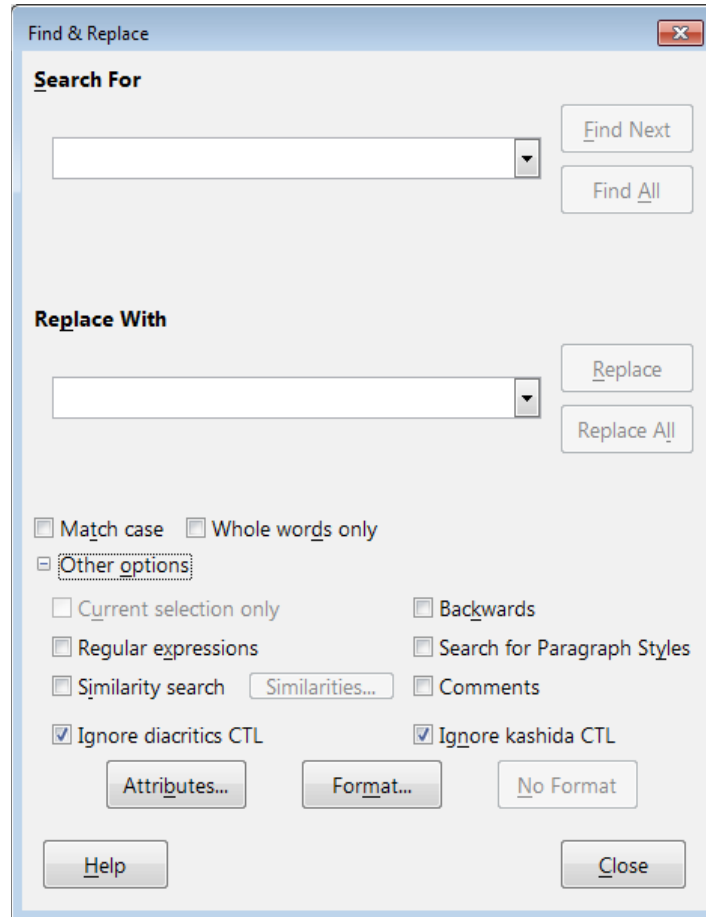 Find & Replace
Search For
Find Next
Find All
Replace With
Replace
Replace All
Match case Whole words only
Other options
Current selection only Backwards
Regular expressions Search for Paragraph Styles
Similarity search Similarities... Comments
Ignore diacritics CTL Ignore kashida CTL
Attributes... Format... No Format
Help Close